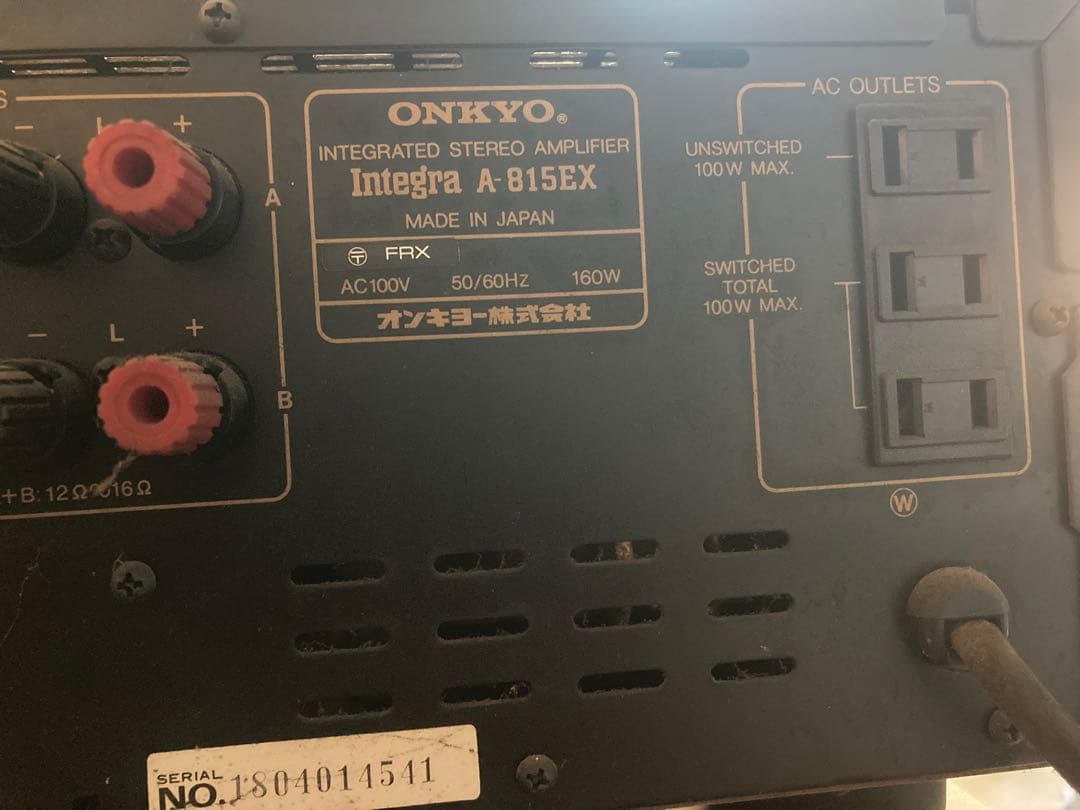 S
- L +
A
- L +
B
+B: 12Ω~16Ω
ONKYO®
INTEGRATED STEREO AMPLIFIER
Integra A-815EX
MADE IN JAPAN
〒 FRX
AC100V 50/60HZ 160W
オンキヨー株式会社
AC OUTLETS
UNSWITCHED
100W MAX.
SWITCHED
TOTAL
100W MAX.
W
SERIAL
NO. 1804014541